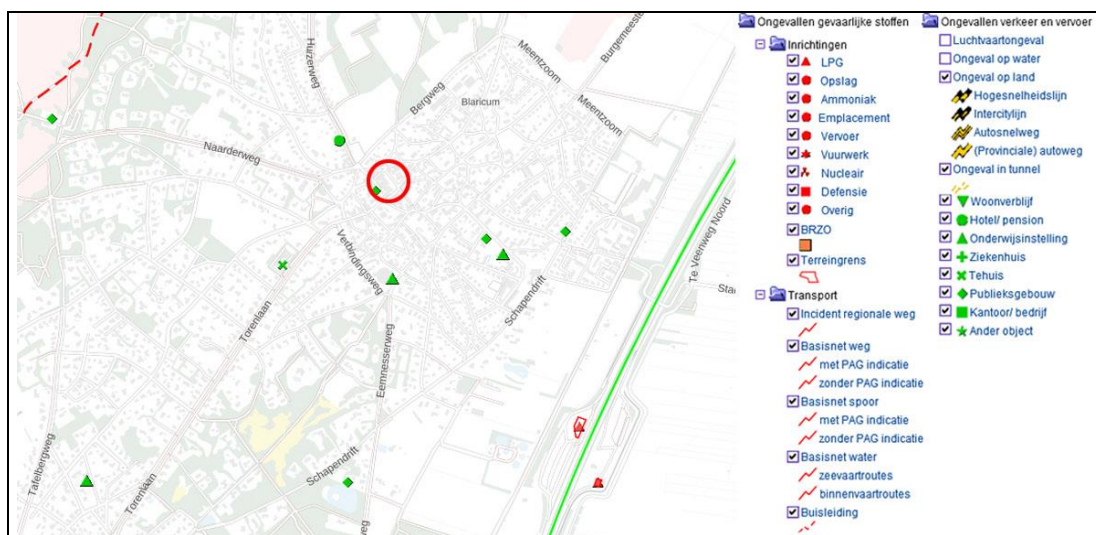 Huizerweg
Meentzoom
Burgemeeste
Bergweg
Blaricum
Meentzoom
Naarderweg
Te Veenweg Noord
Verbindingsweg
Sta
Schapendrift
Torenlaan
Eemnesserweg
Tafelbergweg
Torenlaan
Schapendrift
Ongevallen gevaarlijke stoffen
Inrichtingen
LPG
Opslag
Ammoniak
Emplacement
Vervoer
Vuurwerk
Nucleair
Defensie
Overig
BRZO
Terreingrens
Transport
Incident regionale weg
Basisnet weg
met PAG indicatie
zonder PAG indicatie
Basisnet spoor
met PAG indicatie
zonder PAG indicatie
Basisnet water
zeevaartroutes
binnenvaartroutes
Buisleiding
Ongevallen verkeer en vervoer
Luchtvaartongeval
Ongeval op water
Ongeval op land
Hogesnelheidslijn
Intercitylijn
Autosnelweg
(Provinciale) autoweg
Ongeval in tunnel
Woonverblijf
Hotel/ pension
Onderwijsinstelling
Ziekenhuis
Tehuis
Publieksgebouw
Kantoor/ bedrijf
Ander object